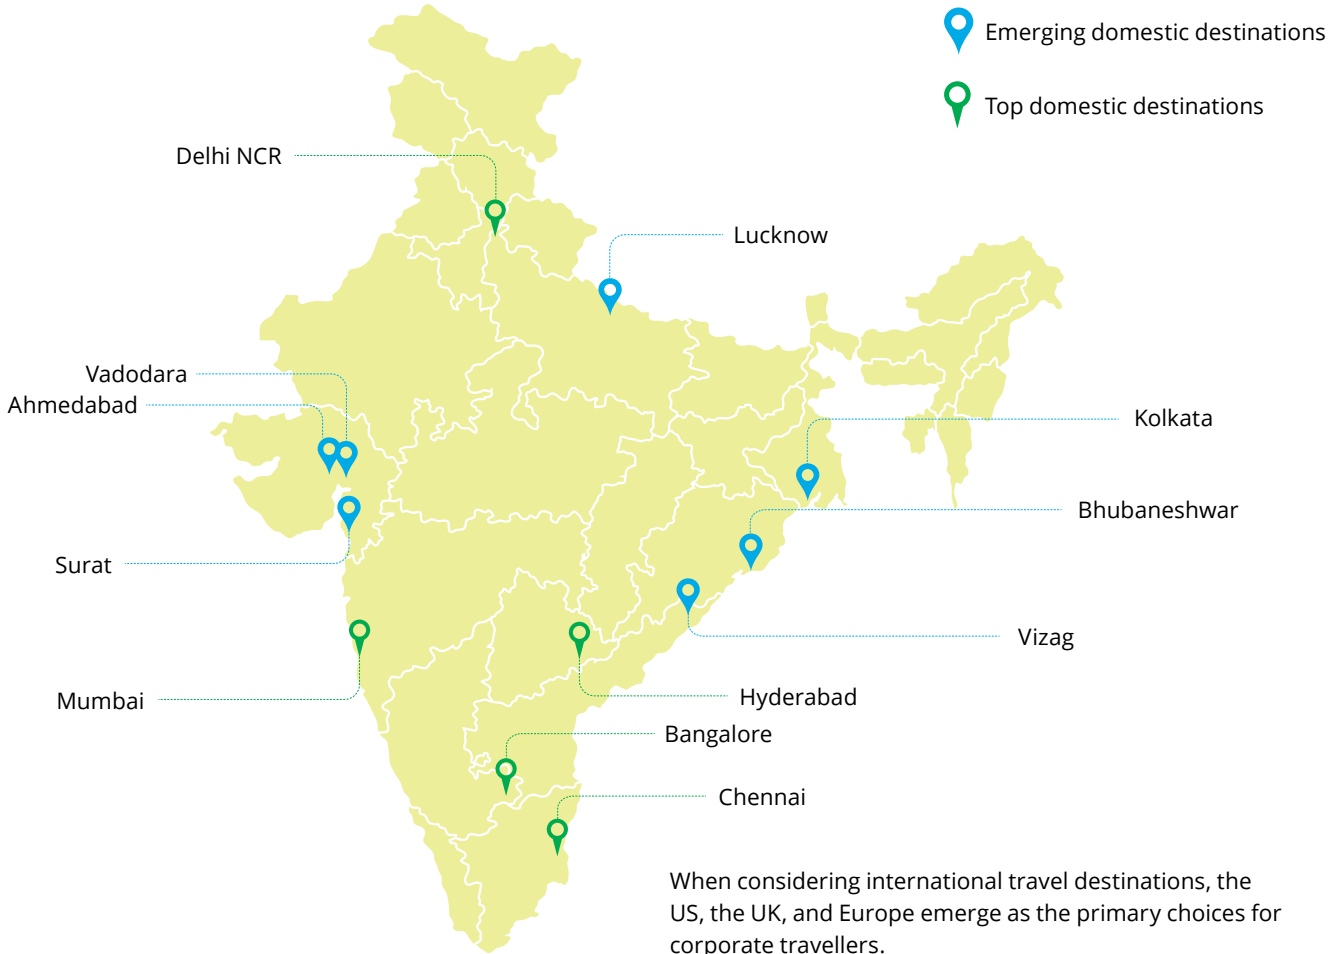 Emerging domestic destinations
Top domestic destinations
Delhi NCR
Lucknow
Vadodara
Ahmedabad
Kolkata
Bhubaneshwar
Surat
Vizag
Mumbai
Hyderabad
Bangalore
Chennai
When considering international travel destinations, the
US, the UK, and Europe emerge as the primary choices for
corporate travellers.